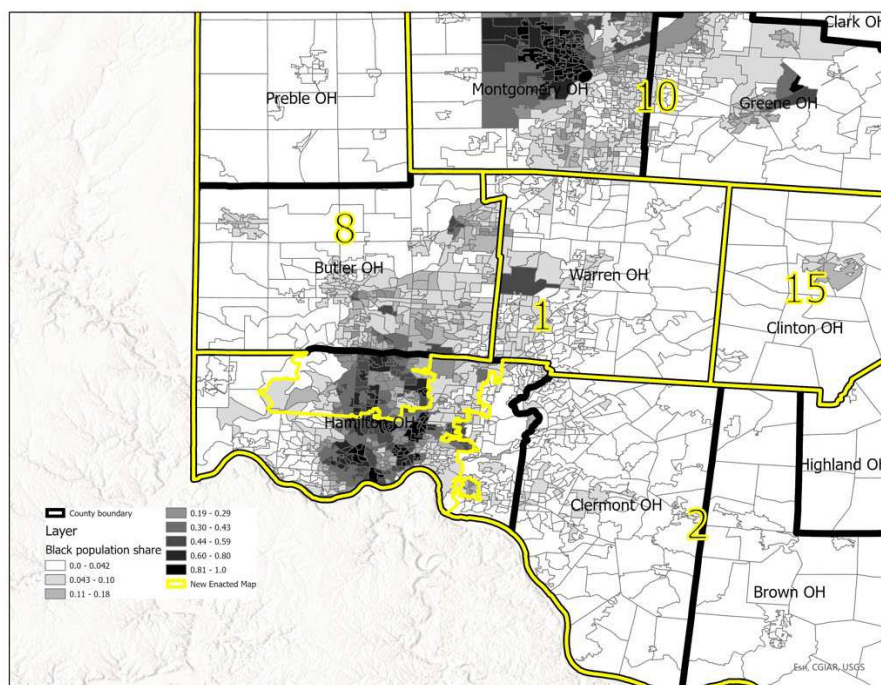 Clark OH
Preble OH
Montgomery OH
10
Greene OH
8
Butler OH
Warren OH
15
1
Clinton OH
Hamilton OH
Highland OH
Clermont OH
2
Brown OH
County boundary
Layer
Black population share
0.0 - 0.042
0.043 - 0.10
0.11 - 0.18
0.19 - 0.29
0.30 - 0.43
0.44 - 0.59
0.60 - 0.80
0.81 - 1.0
New Enacted Map
Esri, CGIAR, USGS